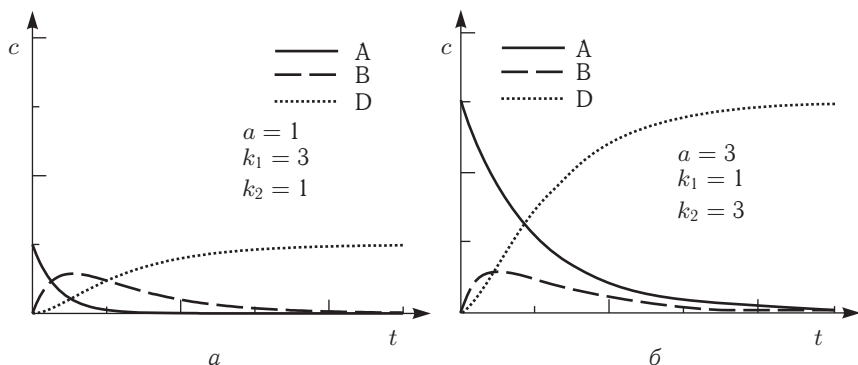 c
A
B
D
a = 1
k₁ = 3
k₂ = 1
t
а
c
A
B
D
a = 3
k₁ = 1
k₂ = 3
t
б